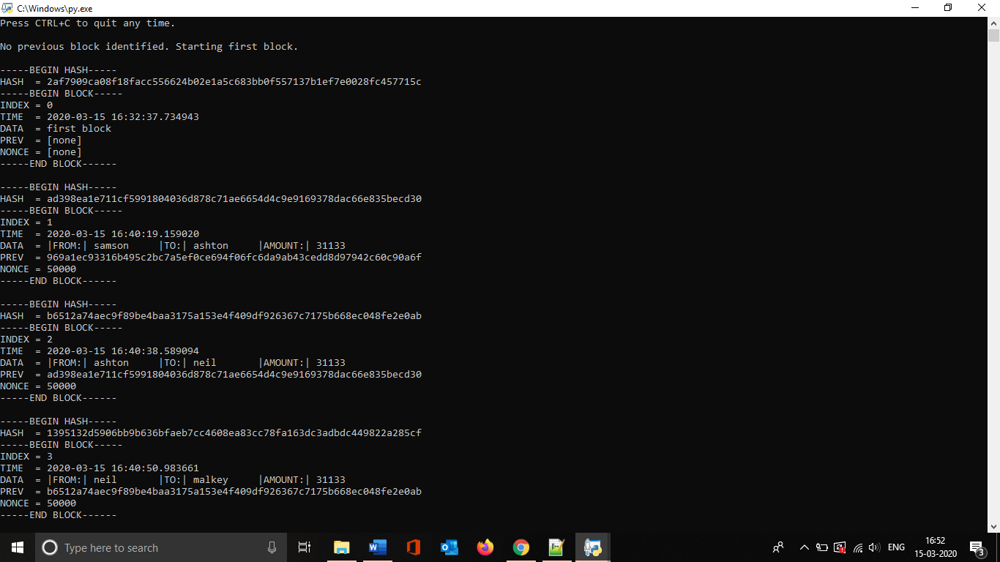 C:\Windows\py.exe
Press CTRL+C to quit any time.
No previous block identified. Starting first block.
-----BEGIN HASH-----
HASH  = 2af7909ca08f18facc556624b02e1a5c683bb0f557137b1ef7e0028fc457715c
-----BEGIN BLOCK-----
INDEX = 0
TIME  = 2020-03-15 16:32:37.734943
DATA  = first block
PREV  = [none]
NONCE = [none]
-----END BLOCK------
-----BEGIN HASH-----
HASH  = ad398ea1e711cf5991804036d878c71ae6654d4c9e9169378dac66e835becd30
-----BEGIN BLOCK-----
INDEX = 1
TIME  = 2020-03-15 16:40:19.159020
DATA  = |FROM:| samson     |TO:| ashton     |AMOUNT:| 31133
PREV  = 969a1ec93316b495c2bc7a5ef0ce694f06fc6da9ab43cedd8d97942c60c90a6f
NONCE = 50000
-----END BLOCK------
-----BEGIN HASH-----
HASH  = b6512a74aec9f89be4baa3175a153e4f409df926367c7175b668ec048fe2e0ab
-----BEGIN BLOCK-----
INDEX = 2
TIME  = 2020-03-15 16:40:38.589094
DATA  = |FROM:| ashton     |TO:| neil       |AMOUNT:| 31133
PREV  = ad398ea1e711cf5991804036d878c71ae6654d4c9e9169378dac66e835becd30
NONCE = 50000
-----END BLOCK------
-----BEGIN HASH-----
HASH  = 1395132d5906bb9b636bfaeb7cc4608ea83cc78fa163dc3adbdc449822a285cf
-----BEGIN BLOCK-----
INDEX = 3
TIME  = 2020-03-15 16:40:50.983661
DATA  = |FROM:| neil       |TO:| malkey     |AMOUNT:| 31133
PREV  = b6512a74aec9f89be4baa3175a153e4f409df926367c7175b668ec048fe2e0ab
NONCE = 50000
-----END BLOCK------
Type here to search
ENG
16:52
15-03-2020
3